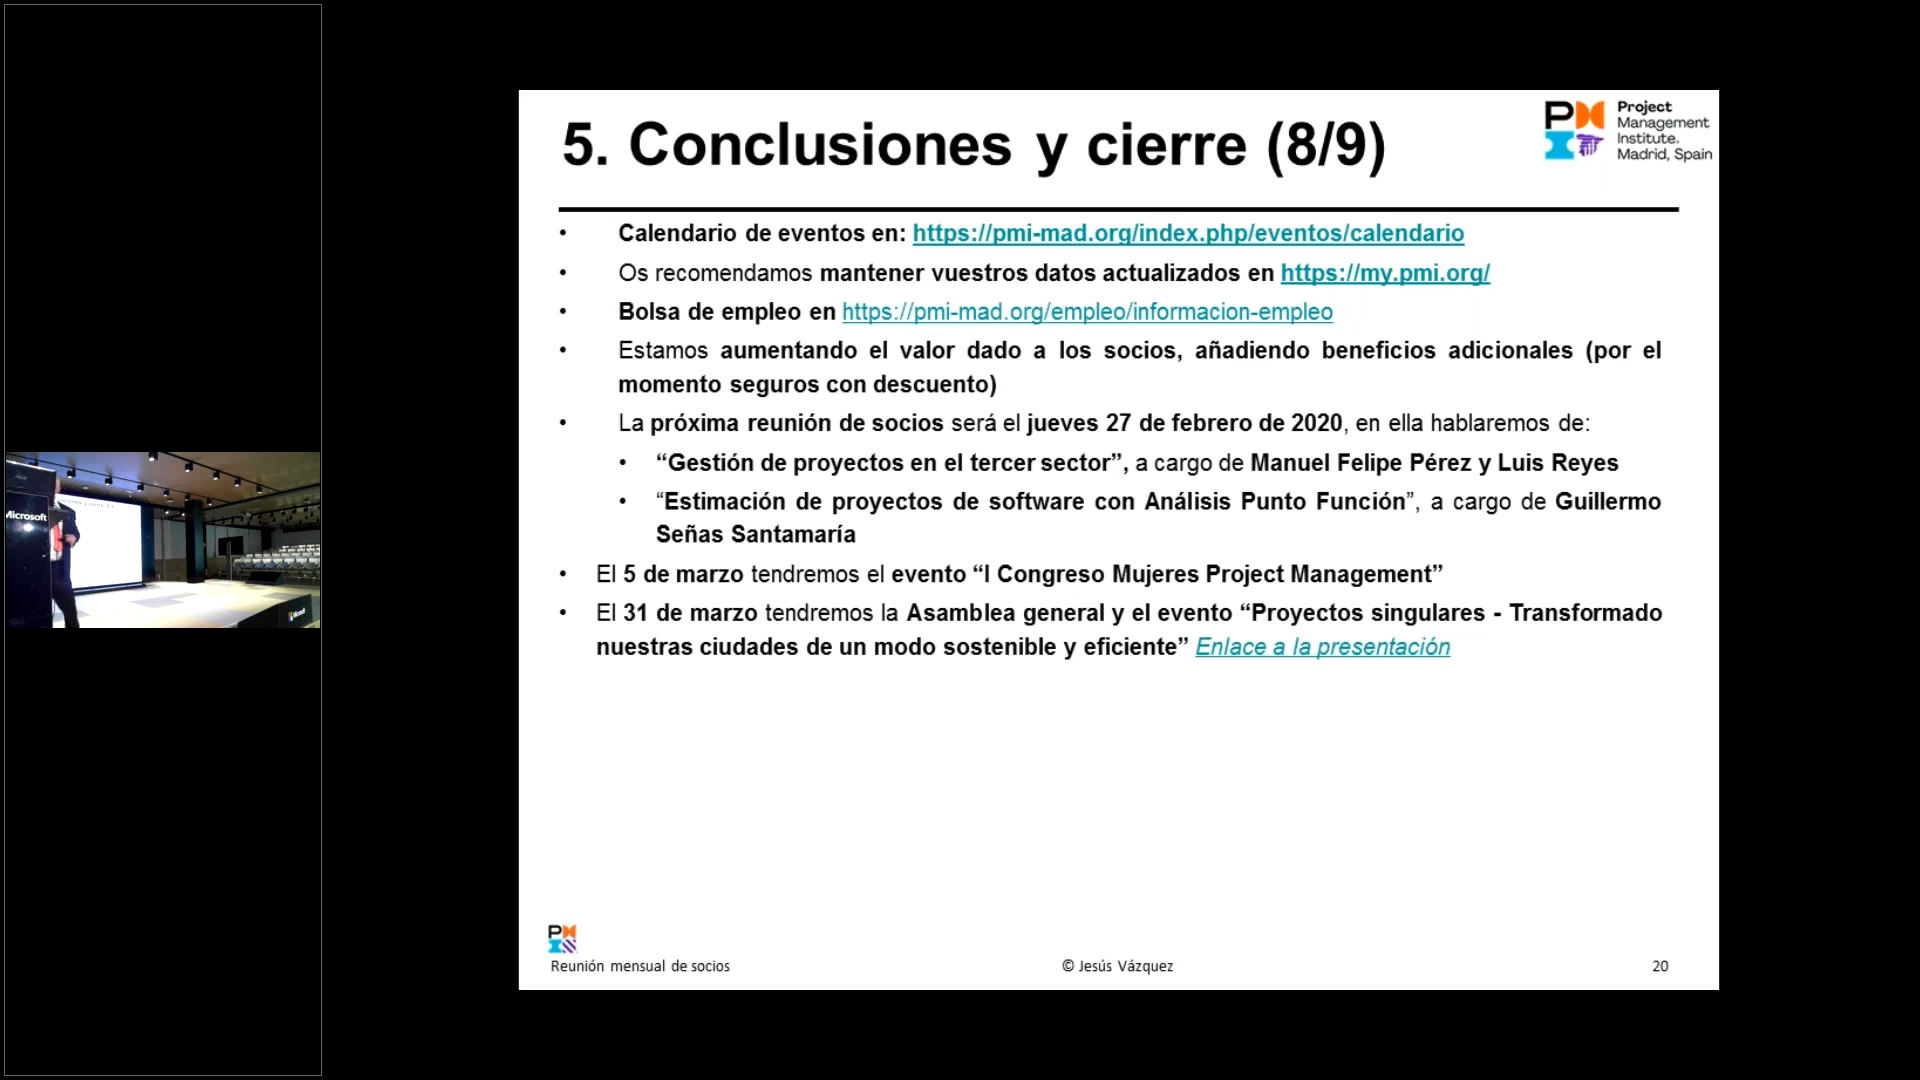 5. Conclusiones y cierre (8/9)
Project
Management
Institute.
Madrid, Spain
• Calendario de eventos en: https://pmi-mad.org/index.php/eventos/calendario
• Os recomendamos mantener vuestros datos actualizados en https://my.pmi.org/
• Bolsa de empleo en https://pmi-mad.org/empleo/informacion-empleo
• Estamos aumentando el valor dado a los socios, añadiendo beneficios adicionales (por el
momento seguros con descuento)
• La próxima reunión de socios será el jueves 27 de febrero de 2020, en ella hablaremos de:
• “Gestión de proyectos en el tercer sector”, a cargo de Manuel Felipe Pérez y Luis Reyes
• “Estimación de proyectos de software con Análisis Punto Función”, a cargo de Guillermo
Señas Santamaría
• El 5 de marzo tendremos el evento “I Congreso Mujeres Project Management”
• El 31 de marzo tendremos la Asamblea general y el evento “Proyectos singulares - Transformado
nuestras ciudades de un modo sostenible y eficiente” Enlace a la presentación
Microsoft
Reunión mensual de socios
© Jesús Vázquez
20